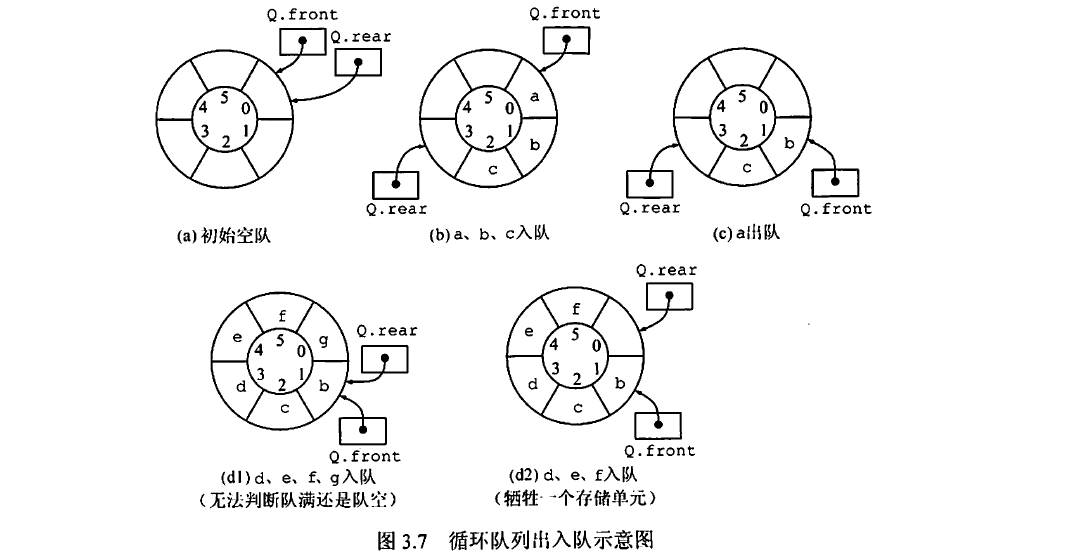 Q.front
Q.rear
4 5 0
3 2 1
(a) 初始空队
Q.front
4 5 0
3 2 1
a
b
c
Q.rear
(b) a、b、c入队
4 5 0
3 2 1
b
c
Q.rear
Q.front
(c) a出队
f
e
g
4 5 0
3 2 1
d
b
c
Q.rear
Q.front
(d1) d、e、f、g入队
(无法判断队满还是队空)
Q.rear
f
e
4 5 0
3 2 1
d
b
c
Q.front
(d2) d、e、f入队
(牺牲一个存储单元)
图 3.7 循环队列出入队示意图